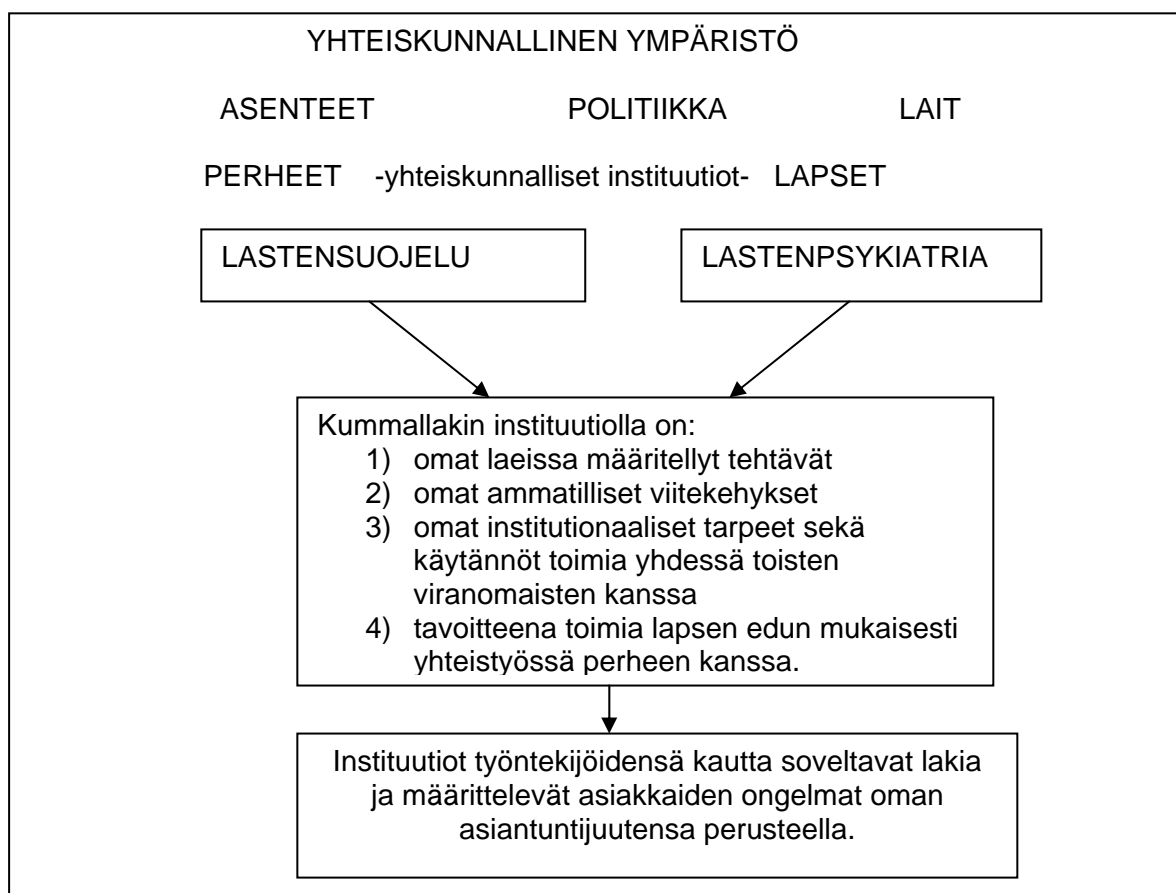 YHTEISKUNNALLINEN YMPÄRISTÖ
ASENTEET POLITIIKKA LAIT
PERHEET -yhteiskunnalliset instituutiot- LAPSET
LASTENSUOJELU LASTENPSYKIATRIA
Kummallakin instituutiolla on:
1) omat laeissa määritellyt tehtävät
2) omat ammatilliset viitekehykset
3) omat institutionaaliset tarpeet sekä
käytännöt toimia yhdessä toisten
viranomaisten kanssa
4) tavoitteena toimia lapsen edun mukaisesti
yhteistyössä perheen kanssa.
Instituutiot työntekijöidensä kautta soveltavat lakia
ja määrittelevät asiakkaiden ongelmat oman
asiantuntijuutensa perusteella.